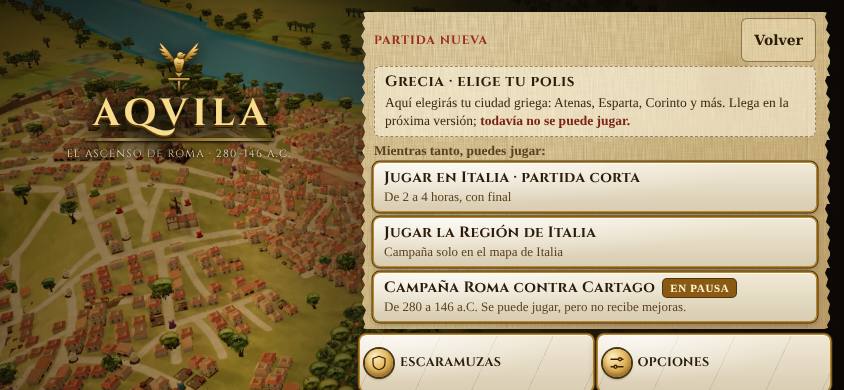 AQVILA
EL ASCENSO DE ROMA · 280-146 A.C.
PARTIDA NUEVA
Volver
GRECIA · ELIGE TU POLIS
Aquí elegirás tu ciudad griega: Atenas, Esparta, Corinto y más. Llega en la
próxima versión; todavía no se puede jugar.
Mientras tanto, puedes jugar:
JUGAR EN ITALIA · PARTIDA CORTA
De 2 a 4 horas, con final
JUGAR LA REGIÓN DE ITALIA
Campaña solo en el mapa de Italia
CAMPAÑA ROMA CONTRA CARTAGO EN PAUSA
De 280 a 146 a.C. Se puede jugar, pero no recibe mejoras.
ESCARAMUZAS
OPCIONES